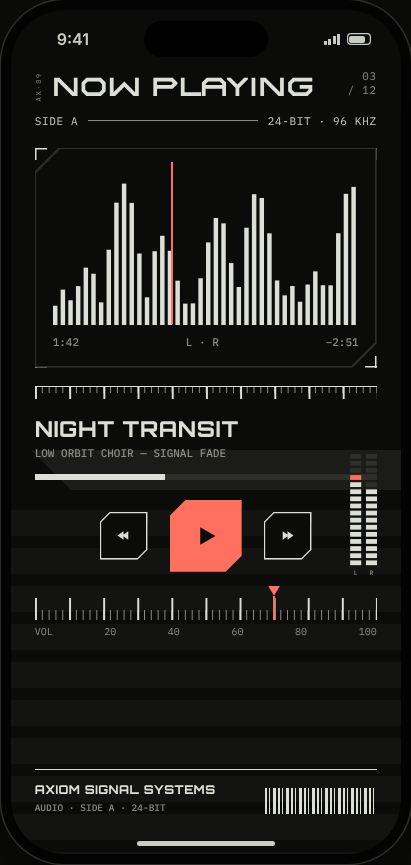 9:41
AX-09
NOW PLAYING
03
/ 12
SIDE A
24-BIT · 96 KHZ
1:42
L · R
−2:51
NIGHT TRANSIT
LOW ORBIT CHOIR — SIGNAL FADE
L R
VOL 20 40 60 80 100
AXIOM SIGNAL SYSTEMS
AUDIO · SIDE A · 24-BIT